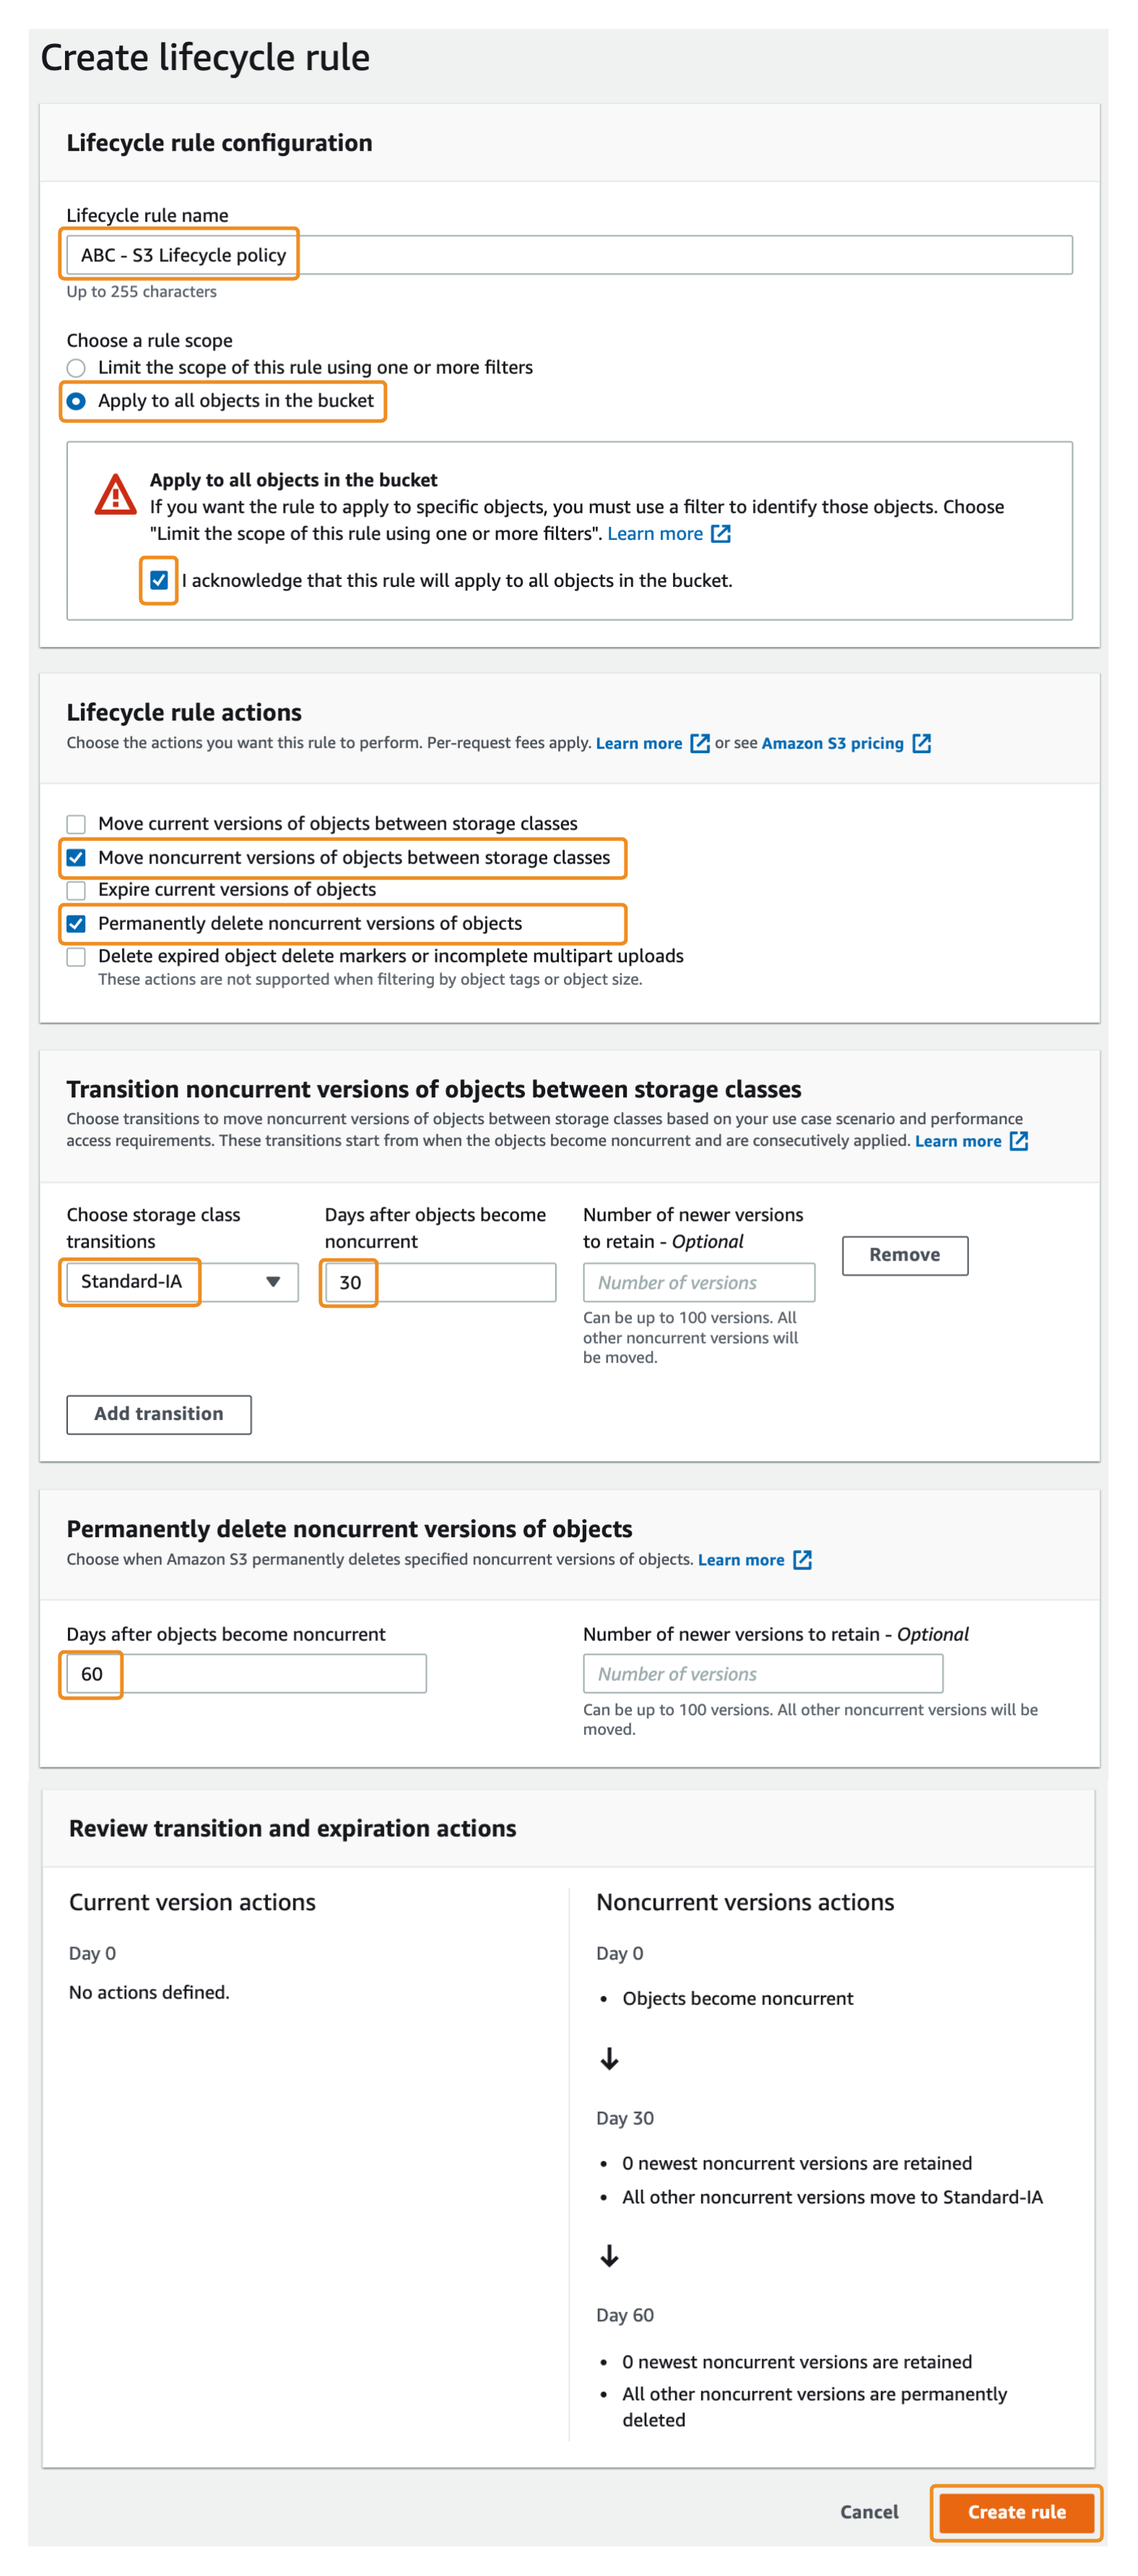 Create lifecycle rule
Lifecycle rule configuration
Lifecycle rule name
ABC - S3 Lifecycle policy
Up to 255 characters
Choose a rule scope
Limit the scope of this rule using one or more filters
Apply to all objects in the bucket
Apply to all objects in the bucket
If you want the rule to apply to specific objects, you must use a filter to identify those objects. Choose
"Limit the scope of this rule using one or more filters". Learn more
I acknowledge that this rule will apply to all objects in the bucket.
Lifecycle rule actions
Choose the actions you want this rule to perform. Per-request fees apply. Learn more or see Amazon S3 pricing
Move current versions of objects between storage classes
Move noncurrent versions of objects between storage classes
Expire current versions of objects
Permanently delete noncurrent versions of objects
Delete expired object delete markers or incomplete multipart uploads
These actions are not supported when filtering by object tags or object size.
Transition noncurrent versions of objects between storage classes
Choose transitions to move noncurrent versions of objects between storage classes based on your use case scenario and performance
access requirements. These transitions start from when the objects become noncurrent and are consecutively applied. Learn more
Choose storage class
transitions
Standard-IA
Days after objects become
noncurrent
30
Number of newer versions
to retain - Optional
Number of versions
Can be up to 100 versions. All
other noncurrent versions will
be moved.
Remove
Add transition
Permanently delete noncurrent versions of objects
Choose when Amazon S3 permanently deletes specified noncurrent versions of objects. Learn more
Days after objects become noncurrent
60
Number of newer versions to retain - Optional
Number of versions
Can be up to 100 versions. All other noncurrent versions will be
moved.
Review transition and expiration actions
Current version actions
Day 0
No actions defined.
Noncurrent versions actions
Day 0
• Objects become noncurrent
Day 30
• 0 newest noncurrent versions are retained
• All other noncurrent versions move to Standard-IA
Day 60
• 0 newest noncurrent versions are retained
• All other noncurrent versions are permanently
deleted
Cancel
Create rule